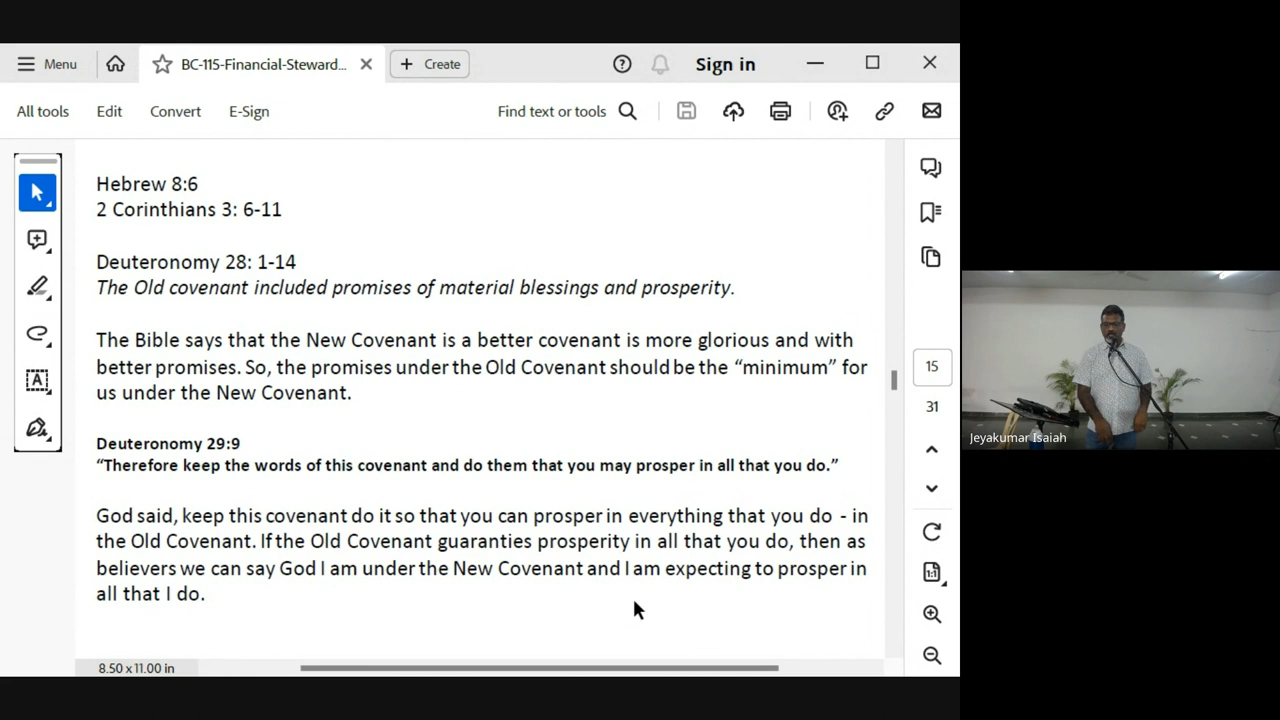 Menu
BC-115-Financial-Steward...
Create
Sign in
All tools
Edit
Convert
E-Sign
Find text or tools
Hebrew 8:6
2 Corinthians 3: 6-11
Deuteronomy 28: 1-14
The Old covenant included promises of material blessings and prosperity.
The Bible says that the New Covenant is a better covenant is more glorious and with
better promises. So, the promises under the Old Covenant should be the “minimum” for
us under the New Covenant.
Deuteronomy 29:9
“Therefore keep the words of this covenant and do them that you may prosper in all that you do.”
God said, keep this covenant do it so that you can prosper in everything that you do - in
the Old Covenant. If the Old Covenant guaranties prosperity in all that you do, then as
believers we can say God I am under the New Covenant and I am expecting to prosper in
all that I do.
8.50 x 11.00 in
15
31
1:1
Jeyakumar Isaiah